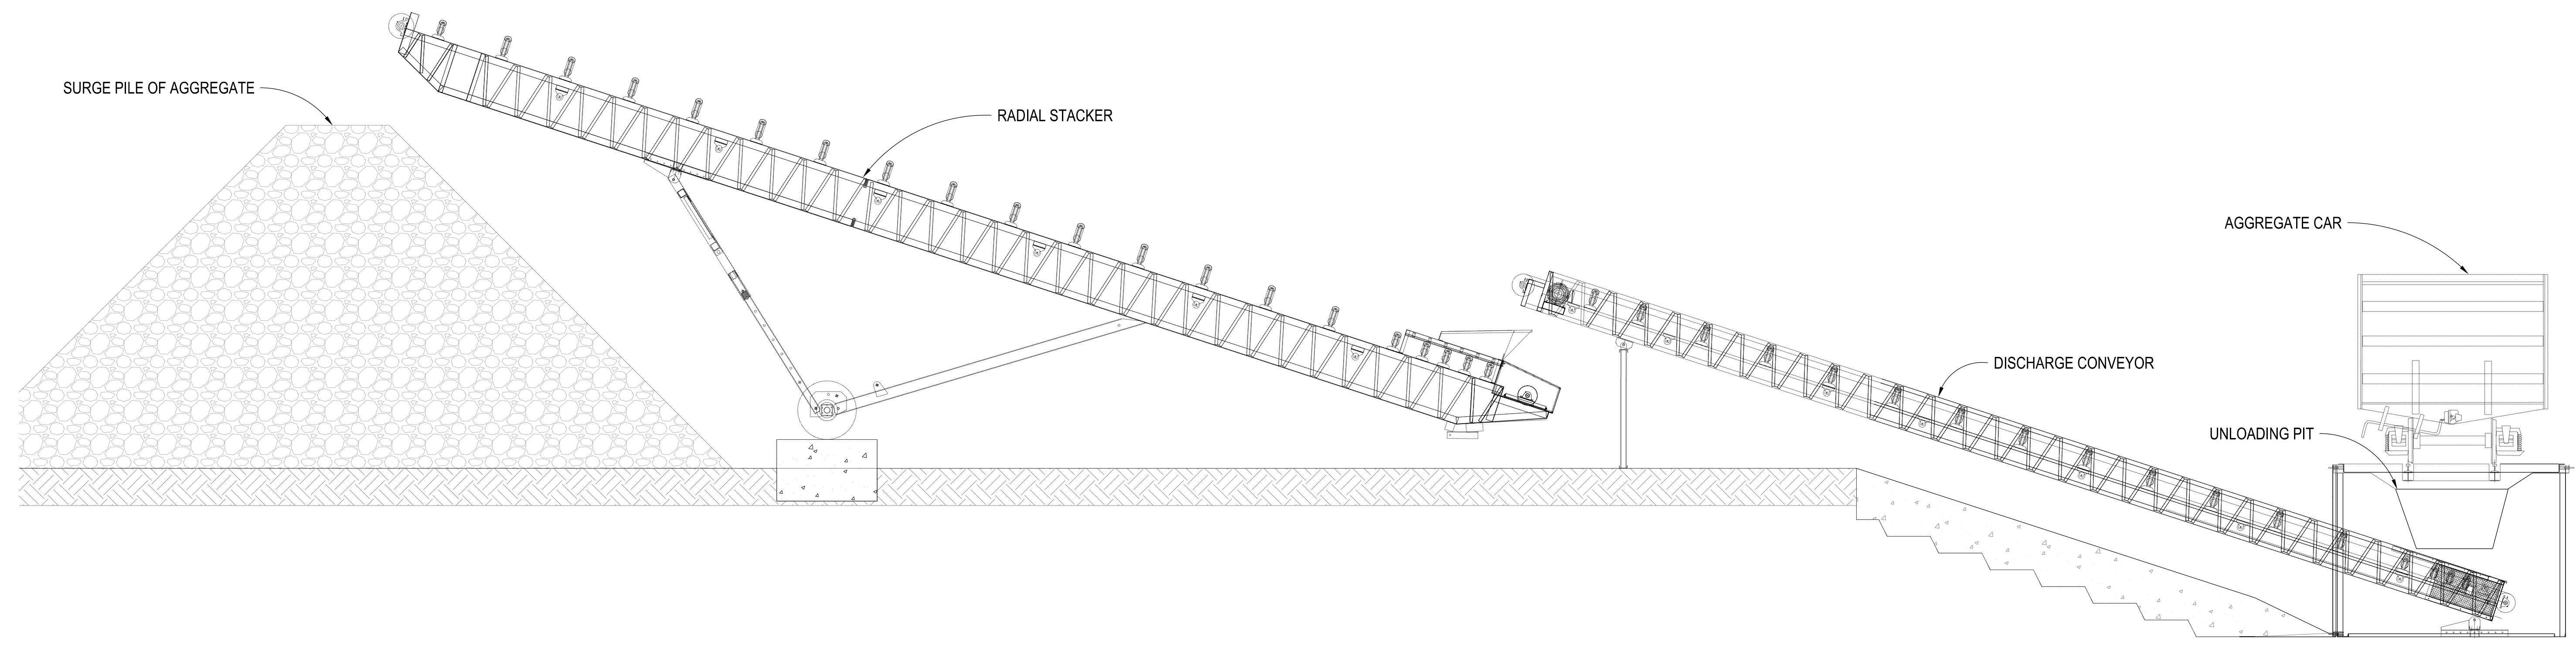 SURGE PILE OF AGGREGATE
RADIAL STACKER
AGGREGATE CAR
DISCHARGE CONVEYOR
UNLOADING PIT